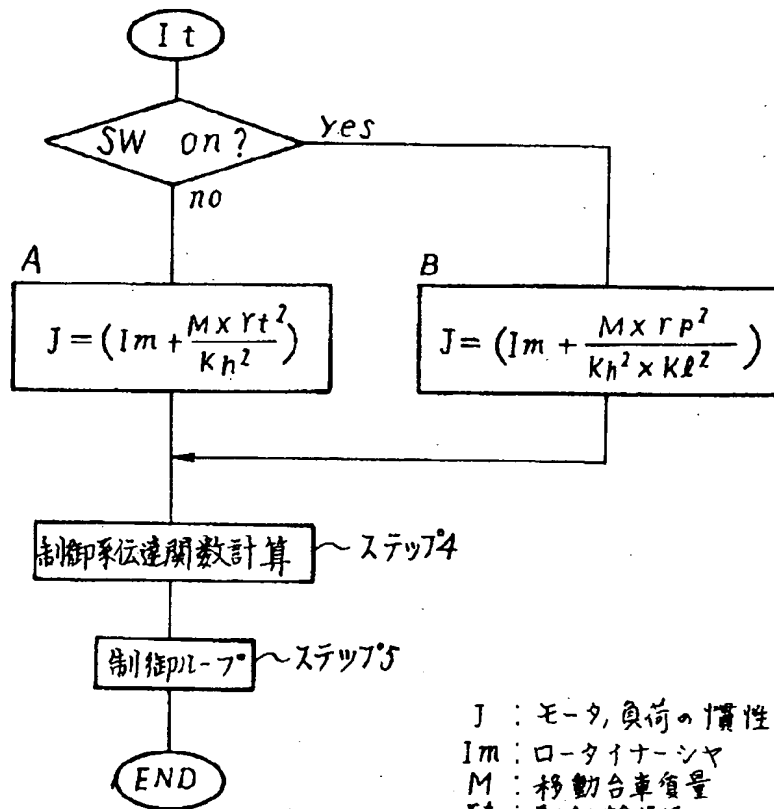 It
SW on?
yes
no
A
J = (Im + M×rt²/Kh²)
B
J = (Im + M×rp²/Kh²×Kl²)
制御系伝達関数計算 〜 ステップ4
制御ループ 〜 ステップ5
END
J : モータ,負荷の慣性
Im : ロータイナーシャ
M : 移動台車質量